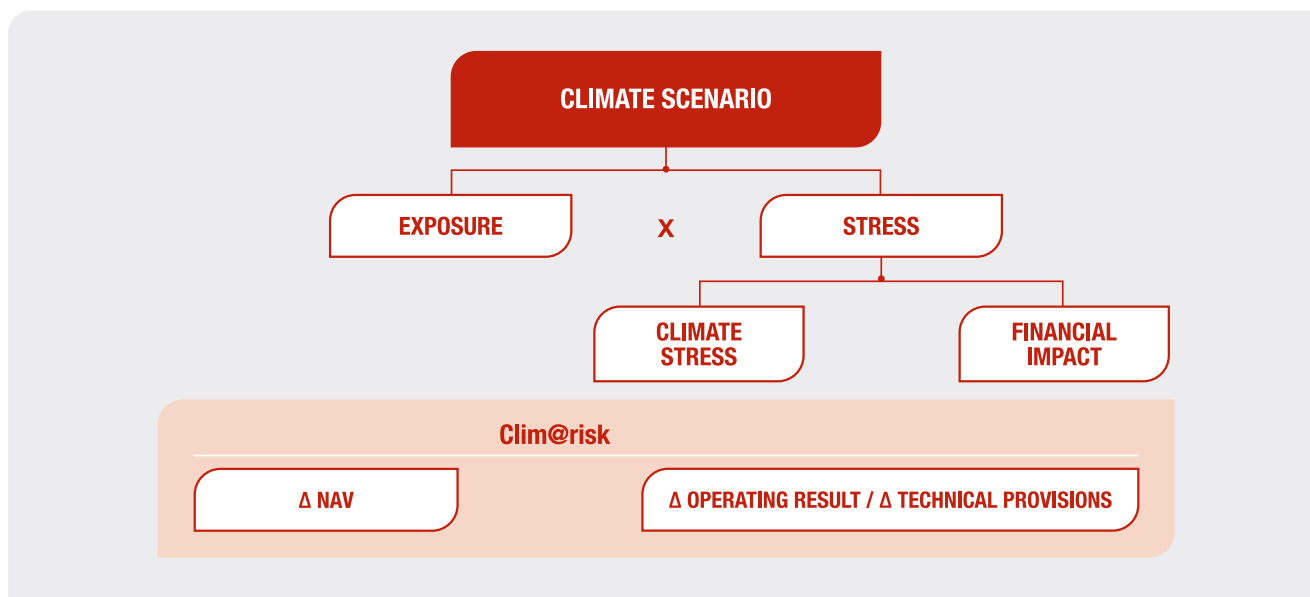 CLIMATE SCENARIO
EXPOSURE
X
STRESS
CLIMATE
STRESS
FINANCIAL
IMPACT
Clim@risk
Δ NAV
Δ OPERATING RESULT / Δ TECHNICAL PROVISIONS